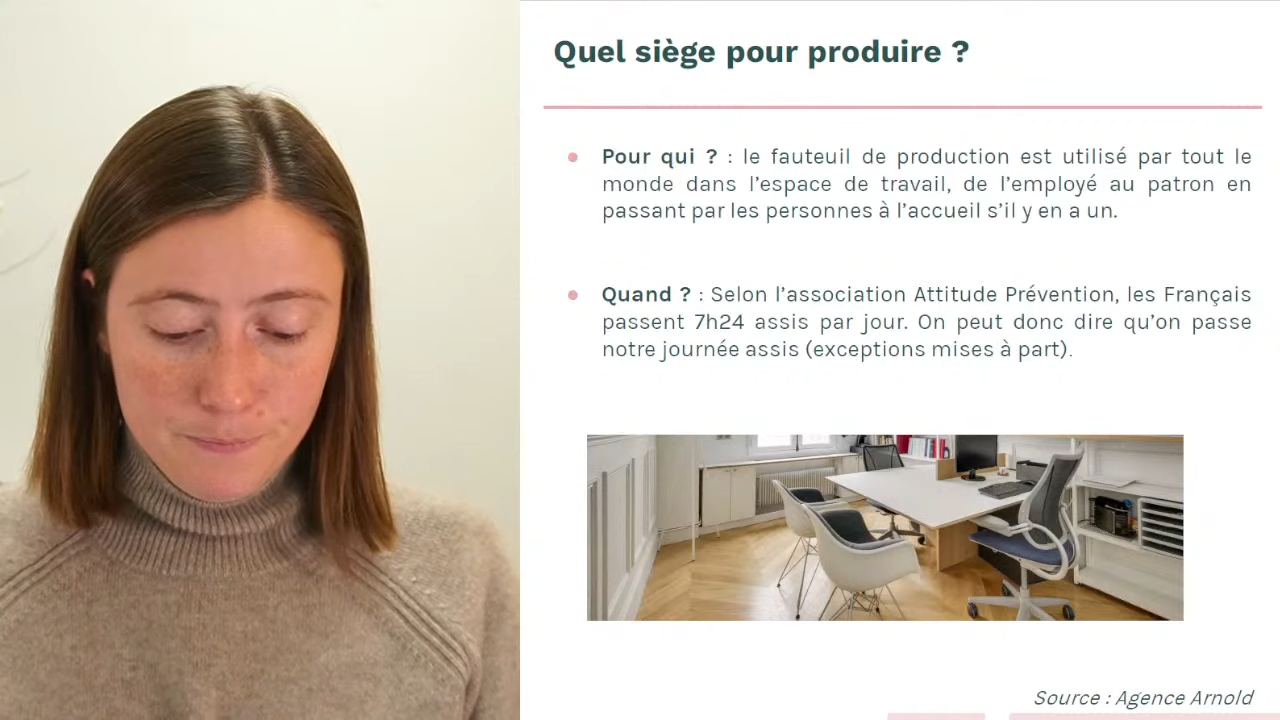 Quel siège pour produire ?
Pour qui ? : le fauteuil de production est utilisé par tout le
monde dans l’espace de travail, de l’employé au patron en
passant par les personnes à l’accueil s’il y en a un.
Quand ? : Selon l’association Attitude Prévention, les Français
passent 7h24 assis par jour. On peut donc dire qu’on passe
notre journée assis (exceptions mises à part).
Source : Agence Arnold